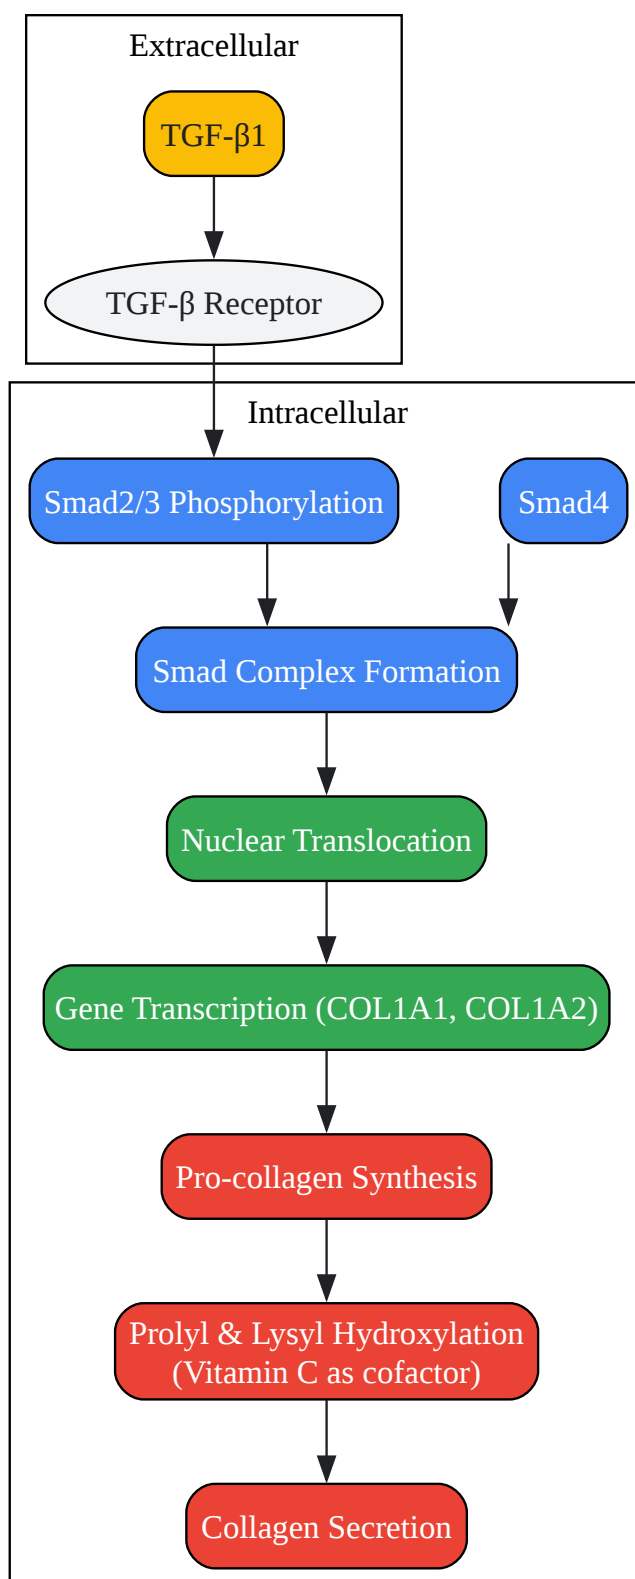 Extracellular
TGF-β1
TGF-β Receptor
Intracellular
Smad2/3 Phosphorylation
Smad4
Smad Complex Formation
Nuclear Translocation
Gene Transcription (COL1A1, COL1A2)
Pro-collagen Synthesis
Prolyl & Lysyl Hydroxylation
(Vitamin C as cofactor)
Collagen Secretion